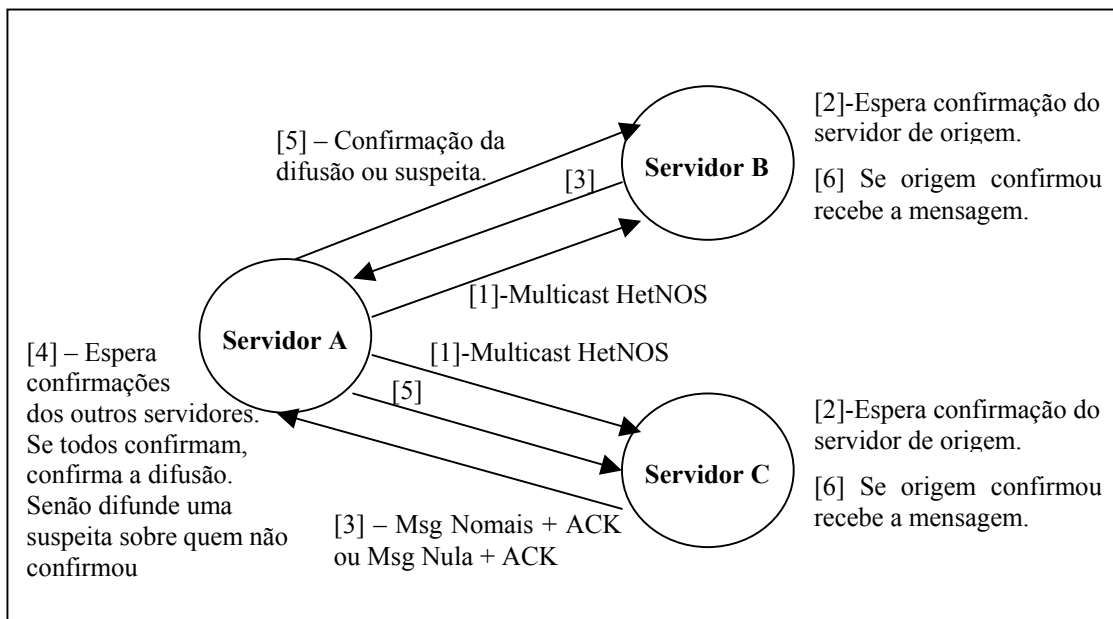 [5] – Confirmação da
difusão ou suspeita.
[3]
Servidor B
[2]-Espera confirmação do
servidor de origem.
[6] Se origem confirmou
recebe a mensagem.
[1]-Multicast HetNOS
Servidor A
[4] – Espera
confirmações
dos outros servidores.
Se todos confirmam,
confirma a difusão.
Senão difunde uma
suspeita sobre quem não
confirmou
[1]-Multicast HetNOS
[5]
[3] – Msg Nomais + ACK
ou Msg Nula + ACK
Servidor C
[2]-Espera confirmação do
servidor de origem.
[6] Se origem confirmou
recebe a mensagem.